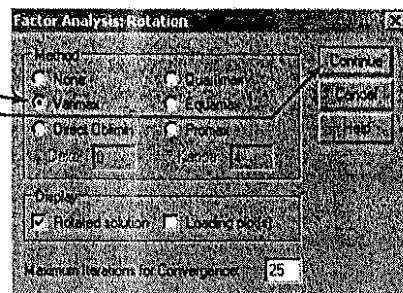 Factor Analysis: Rotation
Method
None
Quartimax
Continue
Varimax
Equamax
Cancel
Direct Oblimin
Promax
Help
Delta: 0
Kappa: 4
Display
Rotated solution
Loading plot(s)
Maximum Iterations for Convergence: 25